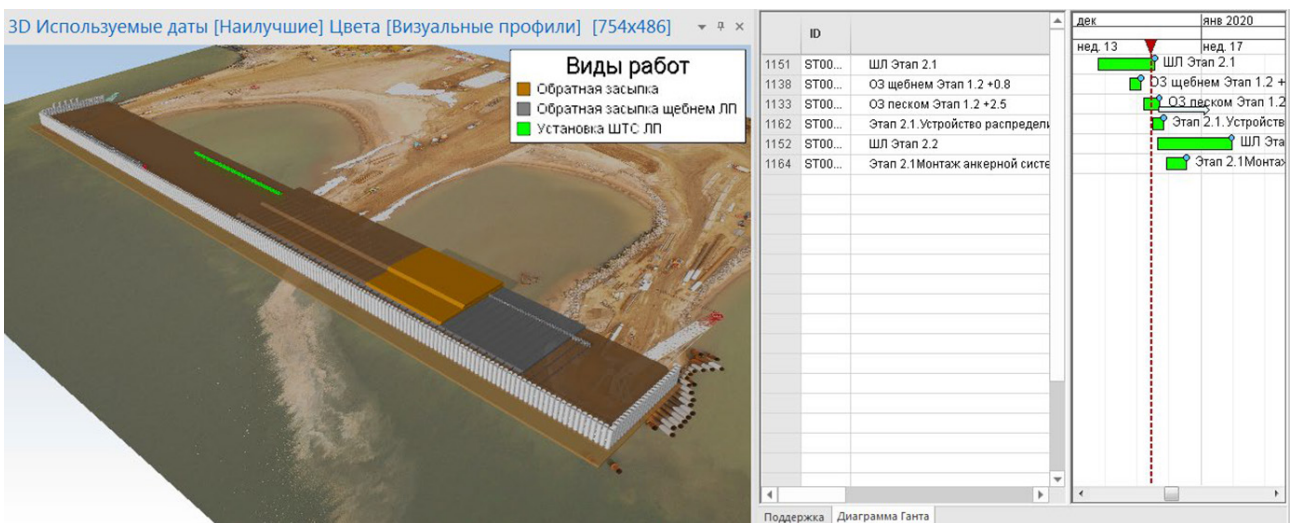 3D Используемые даты [Наилучшие] Цвета [Визуальные профили] [754x486]
Виды работ
Обратная засыпка
Обратная засыпка щебнем ЛП
Установка ШТС ЛП
ID
1151 ST00... ШЛ Этап 2.1
1138 ST00... ОЗ щебнем Этап 1.2 +0.8
1133 ST00... ОЗ песком Этап 1.2 +2.5
1162 ST00... Этап 2.1.Устройство распредели
1152 ST00... ШЛ Этап 2.2
1164 ST00... Этап 2.1Монтаж анкерной систе
дек янв 2020
нед. 13 нед. 17
ШЛ Этап 2.1
ОЗ щебнем Этап 1.2 +
ОЗ песком Этап 1.2
Этап 2.1.Устройств
ШЛ Эта
Этап 2.1Монтаж
Поддержка Диаграмма Ганта